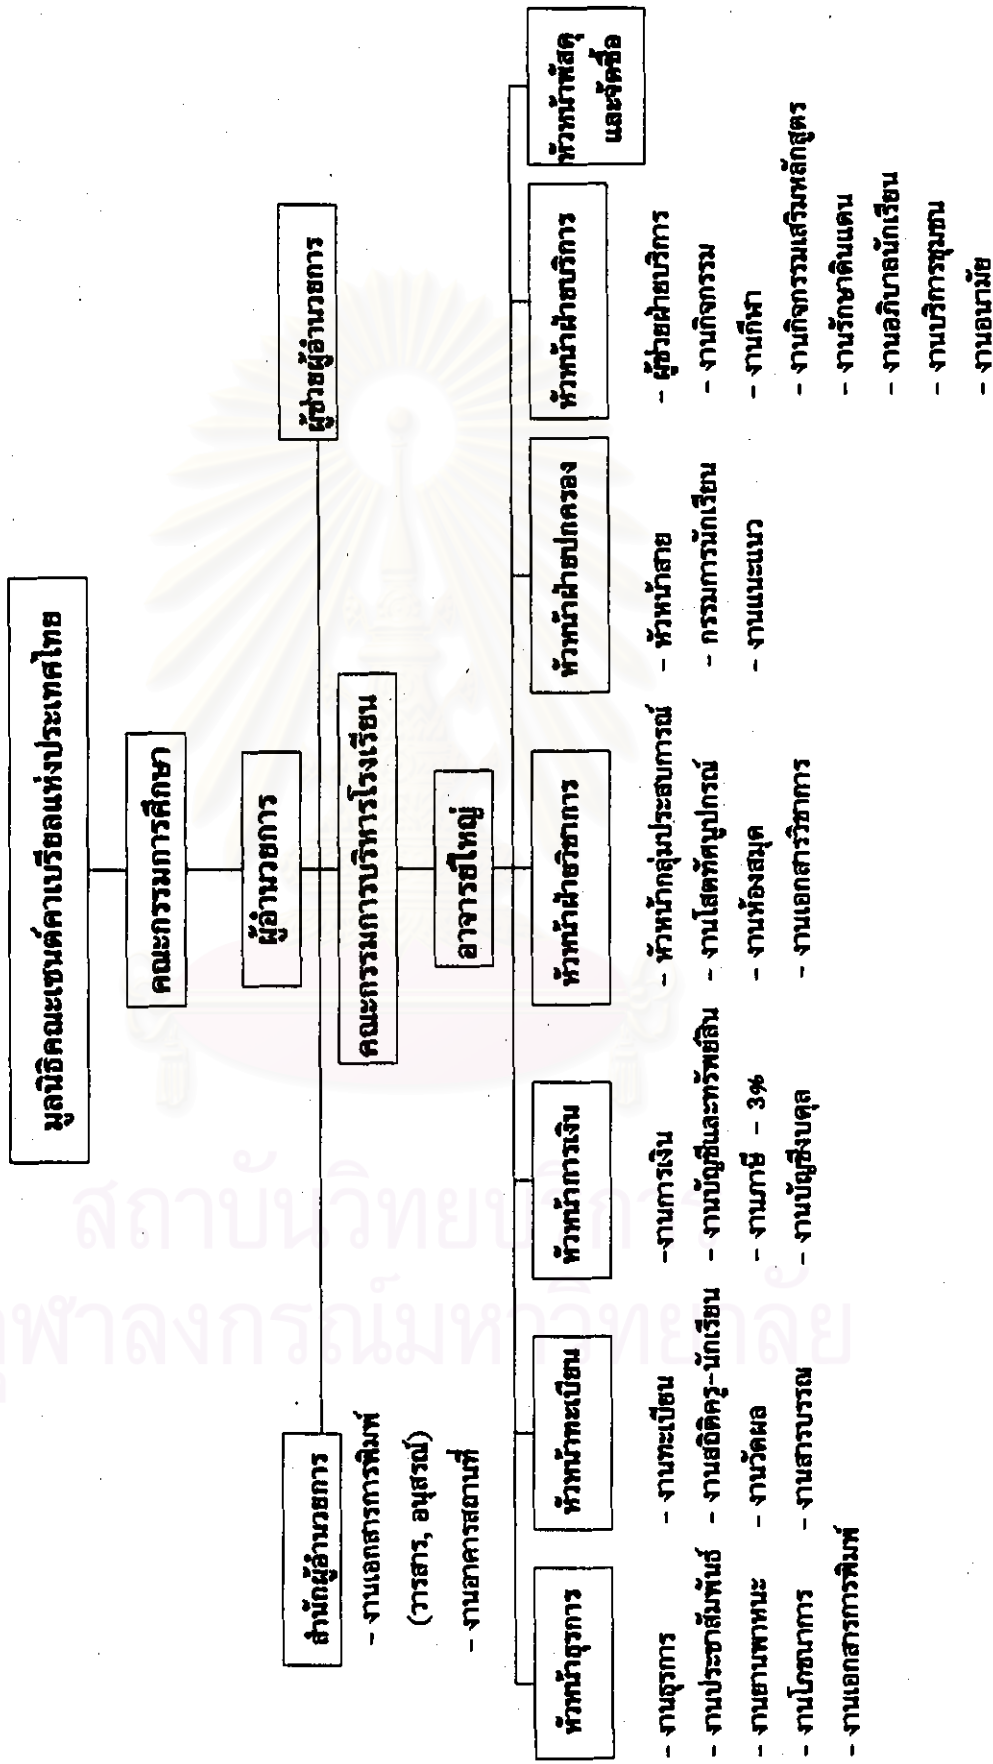 มูลนิธิคณะเซนต์คาเบรียลแห่งประเทศไทย
คณะกรรมการศึกษา
ผู้อำนวยการ
สำนักผู้อำนวยการ
- งานเอกสารการพิมพ์
(วารสาร, อนุสรณ์)
- งานอาคารสถานที่
ผู้ช่วยผู้อำนวยการ
คณะกรรมการบริหารโรงเรียน
อาจารย์ใหญ่
หัวหน้าธุรการ
- งานธุรการ
- งานประชาสัมพันธ์
- งานยานพาหนะ
- งานโภชนาการ
- งานเอกสารการพิมพ์
หัวหน้าทะเบียน
- งานทะเบียน
- งานสถิติครู-นักเรียน
- งานวัดผล
- งานสารบรรณ
หัวหน้าการเงิน
-งานการเงิน
- งานบัญชีและทรัพย์สิน
- งานภาษี - 3%
- งานบัญชีงบดุล
หัวหน้าฝ่ายวิชาการ
- หัวหน้ากลุ่มประสบการณ์
- งานโสตทัศนูปกรณ์
- งานห้องสมุด
- งานเอกสารวิชาการ
หัวหน้าฝ่ายปกครอง
- หัวหน้าสาย
- กรรมการนักเรียน
- งานแนะแนว
หัวหน้าฝ่ายบริการ
- ผู้ช่วยฝ่ายบริการ
- งานกิจกรรม
- งานกีฬา
- งานกิจกรรมเสริมหลักสูตร
- งานรักษาดินแดน
- งานอภิบาลนักเรียน
- งานบริการชุมชน
- งานอนามัย
หัวหน้าพัสดุ
และจัดซื้อ
สถาบันวิทยบริการ
จุฬาลงกรณ์มหาวิทยาลัย